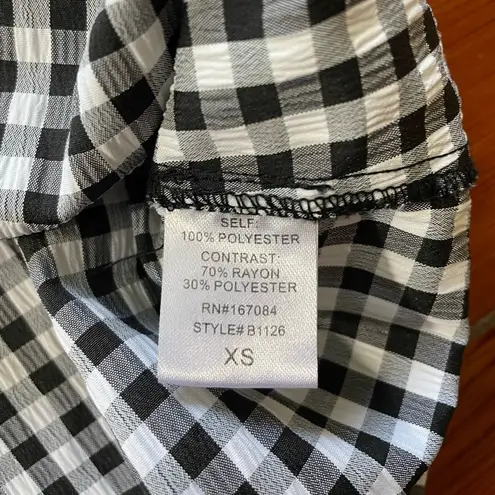 SELF:
100% POLYESTER
CONTRAST:
70% RAYON
30% POLYESTER
RN#167084
STYLE# B1126
XS